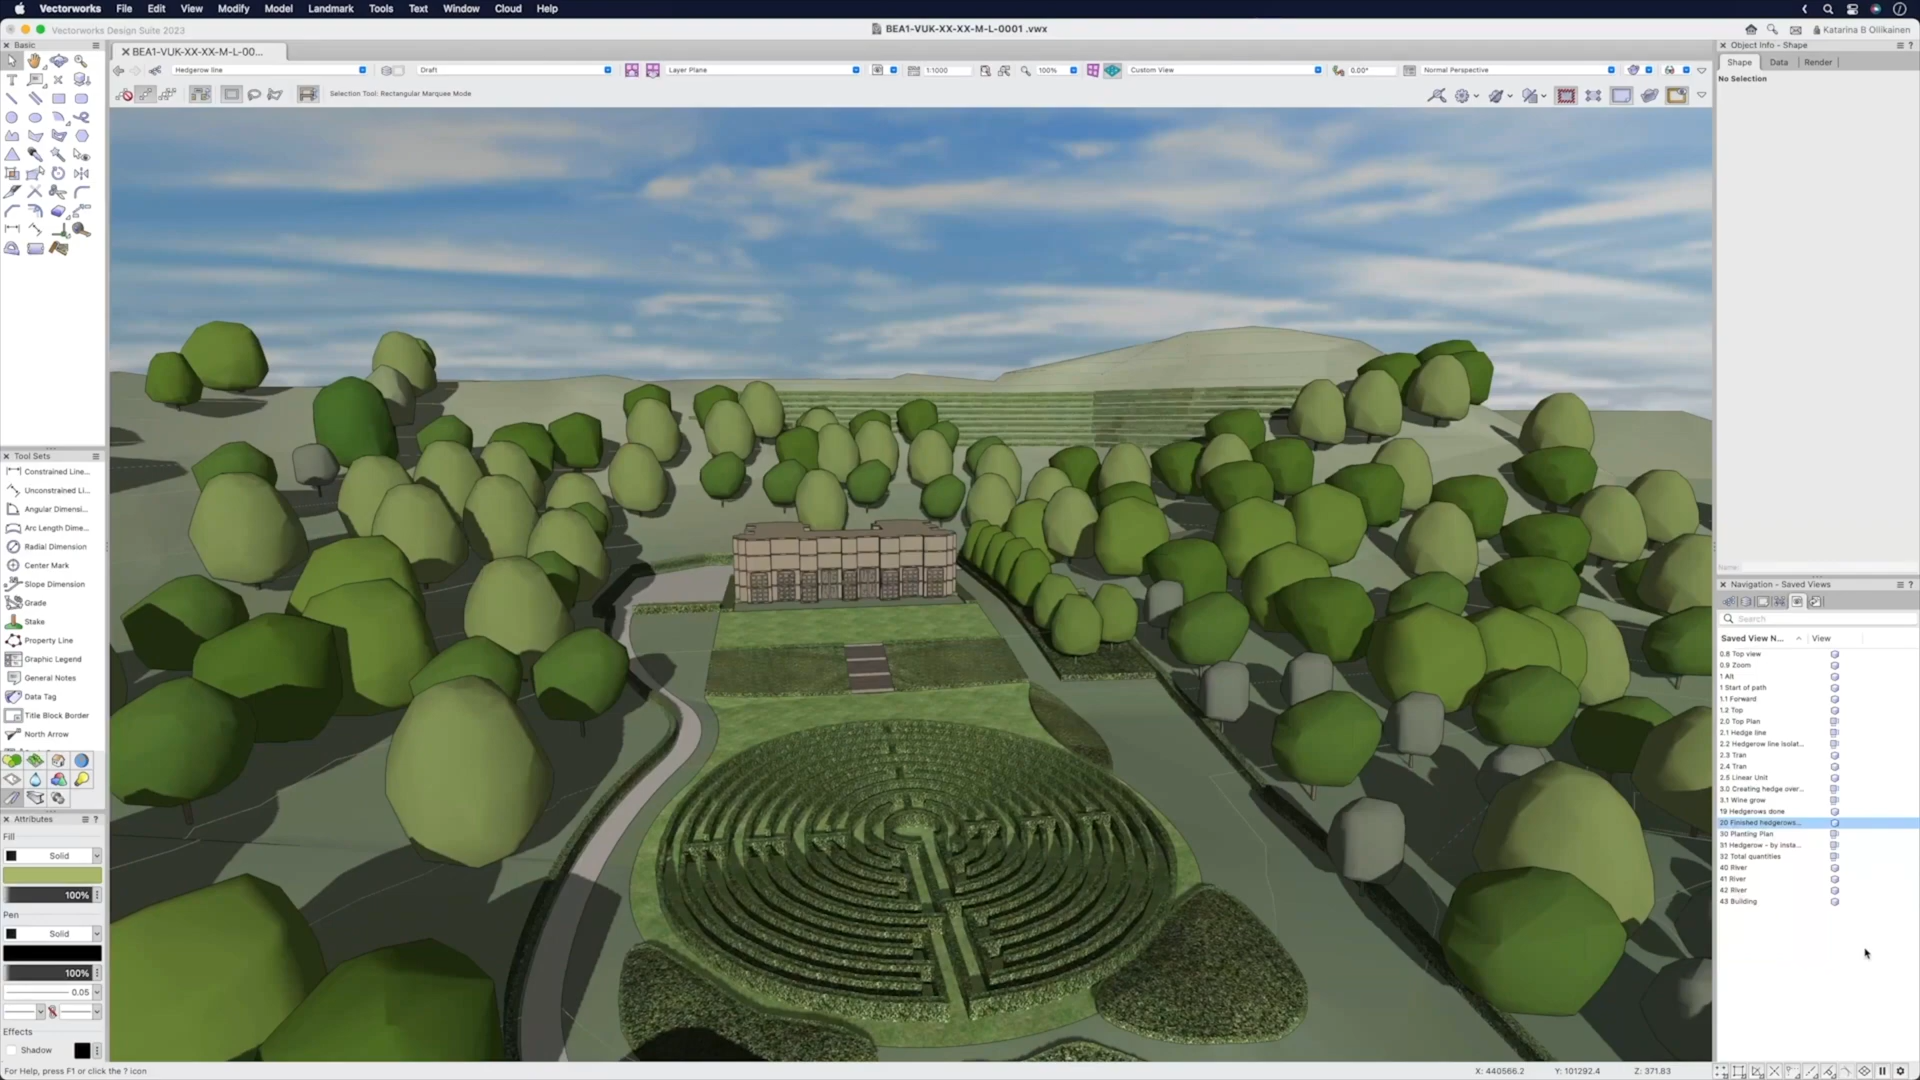 Vectorworks File Edit View Modify Model Landmark Tools Text Window Cloud Help
Vectorworks Design Suite 2023
BEA1-VUK-XX-XX-M-L-0001 .vwx
Katarina B Ollikainen
Basic
BEA1-VUK-XX-XX-M-L-00...
Hedgerow line
Draft
Layer Plane
1:1000
100%
Custom View
0.00°
Normal Perspective
Selection Tool: Rectangular Marquee Mode
Object Info - Shape
Shape Data Render
No Selection
Name:
Tool Sets
Constrained Line...
Unconstrained Li...
Angular Dimensi...
Arc Length Dime...
Radial Dimension
Center Mark
Slope Dimension
Grade
Stake
Property Line
Graphic Legend
General Notes
Data Tag
Title Block Border
North Arrow
Attributes
Fill
Solid
100%
Pen
Solid
100%
0.05
Effects
Shadow
Navigation - Saved Views
Search
Saved View N... View
0.8 Top view
0.9 Zoom
1 Alt
1 Start of path
1.1 Forward
1.2 Top
2.0 Top Plan
2.1 Hedge line
2.2 Hedgerow line isolat...
2.3 Tran
2.4 Tran
2.5 Linear Unit
3.0 Creating hedge over...
3.1 Wine grow
19 Hedgerows done
20 Finished hedgerows...
30 Planting Plan
31 Hedgerow - by insta...
32 Total quantities
40 River
41 River
42 River
43 Building
For Help, press F1 or click the ? icon
X: 440566.2 Y: 101292.4 Z: 371.83